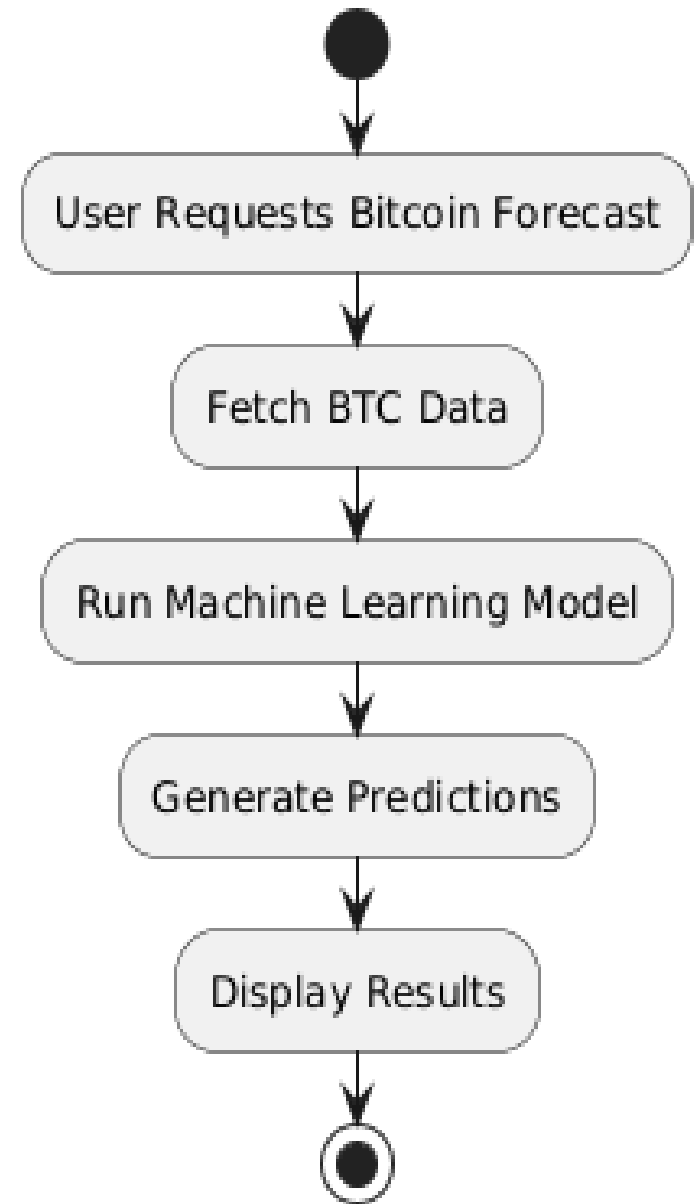 User Requests Bitcoin Forecast
Fetch BTC Data
Run Machine Learning Model
Generate Predictions
Display Results